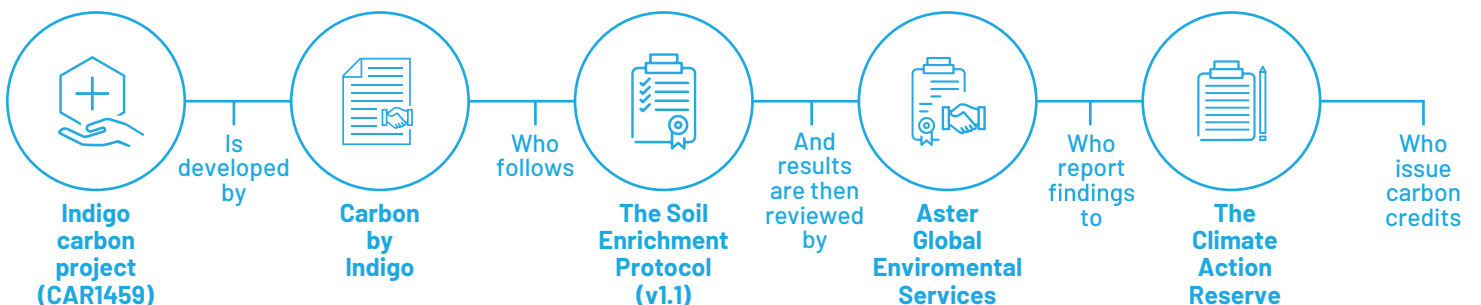 Indigo
carbon
project
(CAR1459)
Is
developed
by
Carbon
by
Indigo
Who
follows
The Soil
Enrichment
Protocol
(v1.1)
And
results
are then
reviewed
by
Aster
Global
Enviromental
Services
Who
report
findings
to
The
Climate
Action
Reserve
Who
issue
carbon
credits